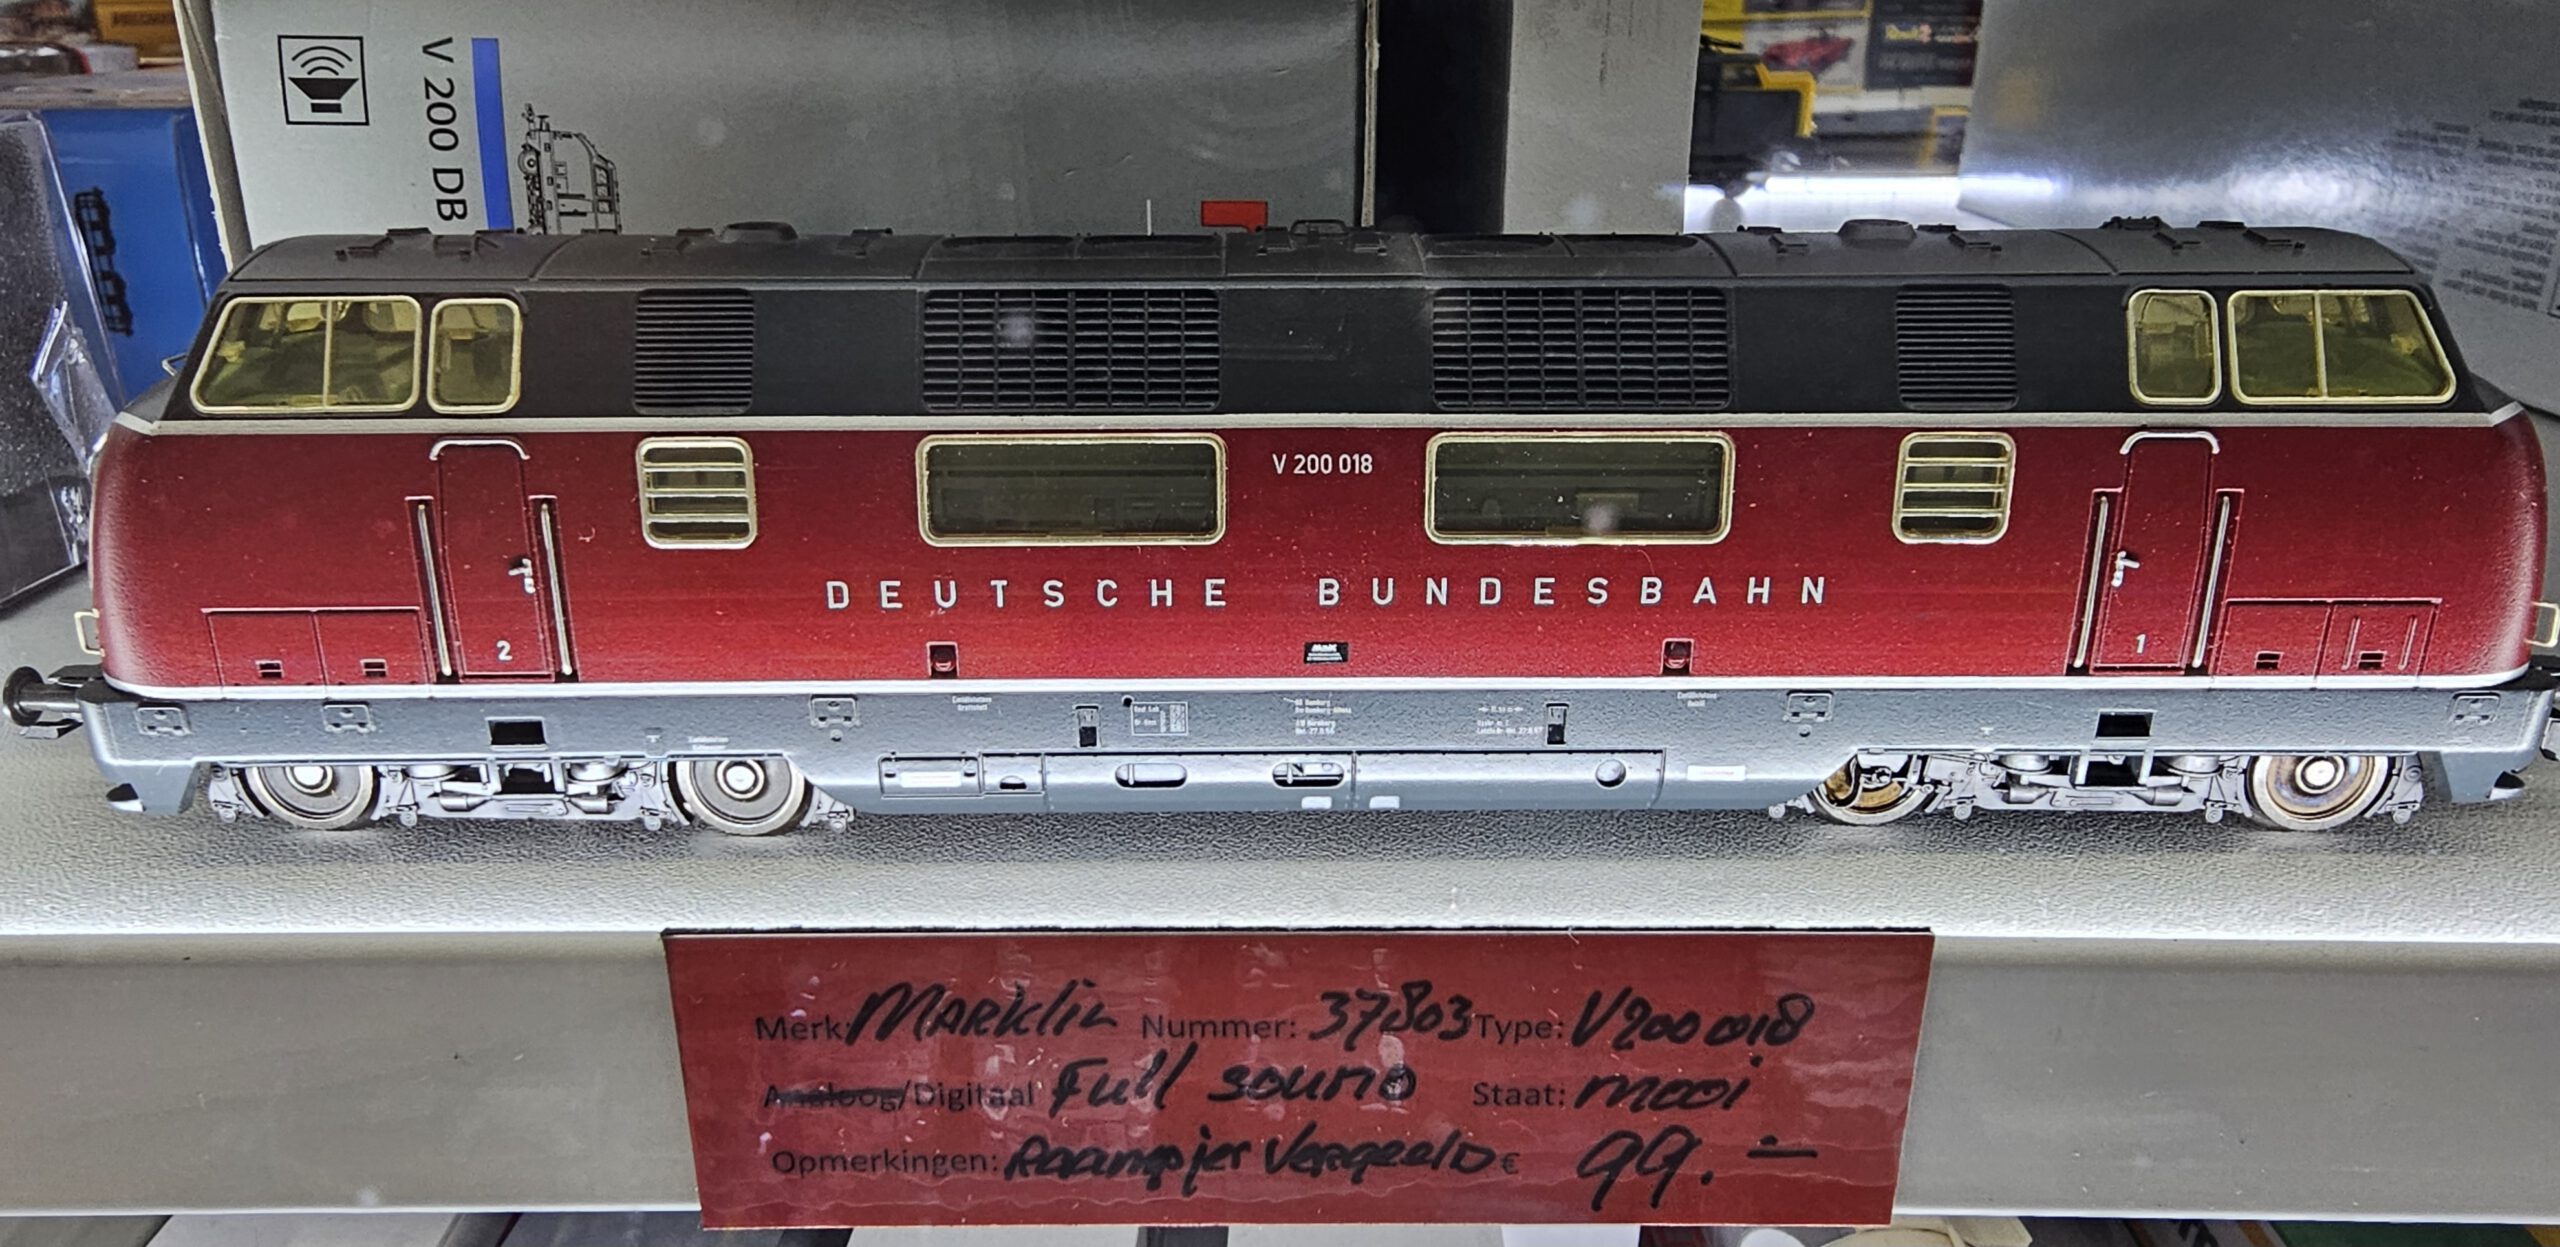 V 200 DB
V 200 018
DEUTSCHE BUNDESBAHN
2
1
MaK
Merk: MARKlin Nummer: 37803 Type: V200 018
Analoog/Digitaal Full sound Staat: mooi
Opmerkingen: Raampjes Vergeeld € 99.-